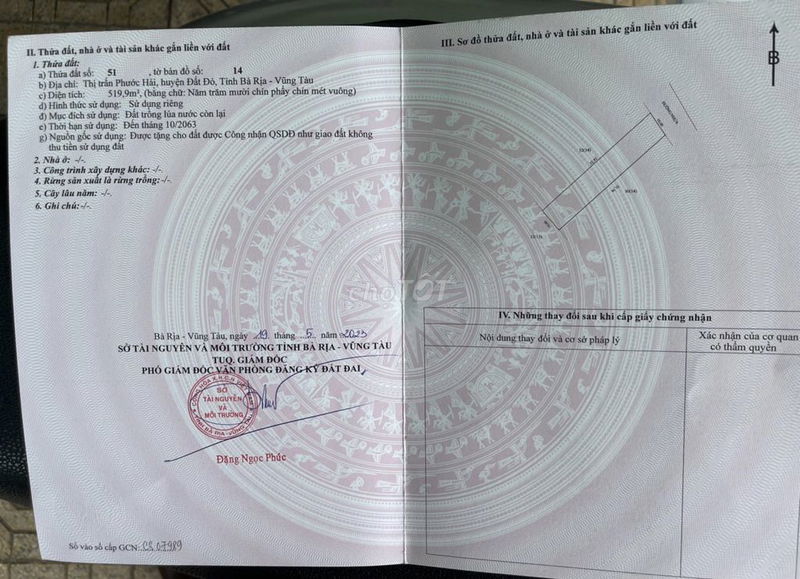 II. Thửa đất, nhà ở và tài sản khác gắn liền với đất
1. Thửa đất:
a) Thửa đất số: 51 , tờ bản đồ số: 14
b) Địa chỉ: Thị trấn Phước Hải, huyện Đất Đỏ, Tỉnh Bà Rịa - Vũng Tàu
c) Diện tích: 519,9m², (bằng chữ: Năm trăm mười chín phẩy chín mét vuông)
d) Hình thức sử dụng: Sử dụng riêng
đ) Mục đích sử dụng: Đất trồng lúa nước còn lại
e) Thời hạn sử dụng: Đến tháng 10/2063
g) Nguồn gốc sử dụng: Được tặng cho đất được Công nhận QSDĐ như giao đất không
thu tiền sử dụng đất
2. Nhà ở: -/-.
3. Công trình xây dựng khác: -/-.
4. Rừng sản xuất là rừng trồng:-/-.
5. Cây lâu năm: -/-.
6. Ghi chú:-/-.
Bà Rịa - Vũng Tàu, ngày 19 tháng 5 năm 2023
SỞ TÀI NGUYÊN VÀ MÔI TRƯỜNG TỈNH BÀ RỊA - VŨNG TÀU
TUQ. GIÁM ĐỐC
PHÓ GIÁM ĐỐC VĂN PHÒNG ĐĂNG KÝ ĐẤT ĐAI
SỞ
TÀI NGUYÊN
VÀ
MÔI TRƯỜNG
Đặng Ngọc Phúc
Số vào sổ cấp GCN: CS 07989
III. Sơ đồ thửa đất, nhà ở và tài sản khác gắn liền với đất
B
IV. Những thay đổi sau khi cấp giấy chứng nhận
Nội dung thay đổi và cơ sở pháp lý
Xác nhận của cơ quan
có thẩm quyền
choTOT